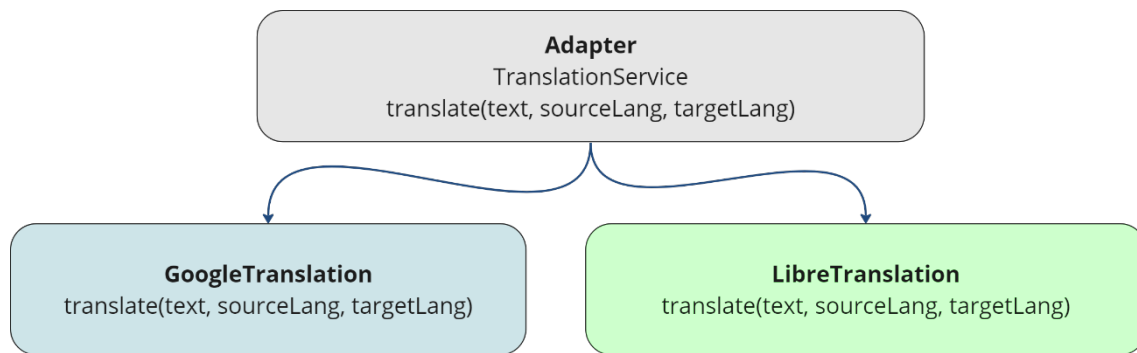 Adapter
TranslationService
translate(text, sourceLang, targetLang)
GoogleTranslation
translate(text, sourceLang, targetLang)
LibreTranslation
translate(text, sourceLang, targetLang)